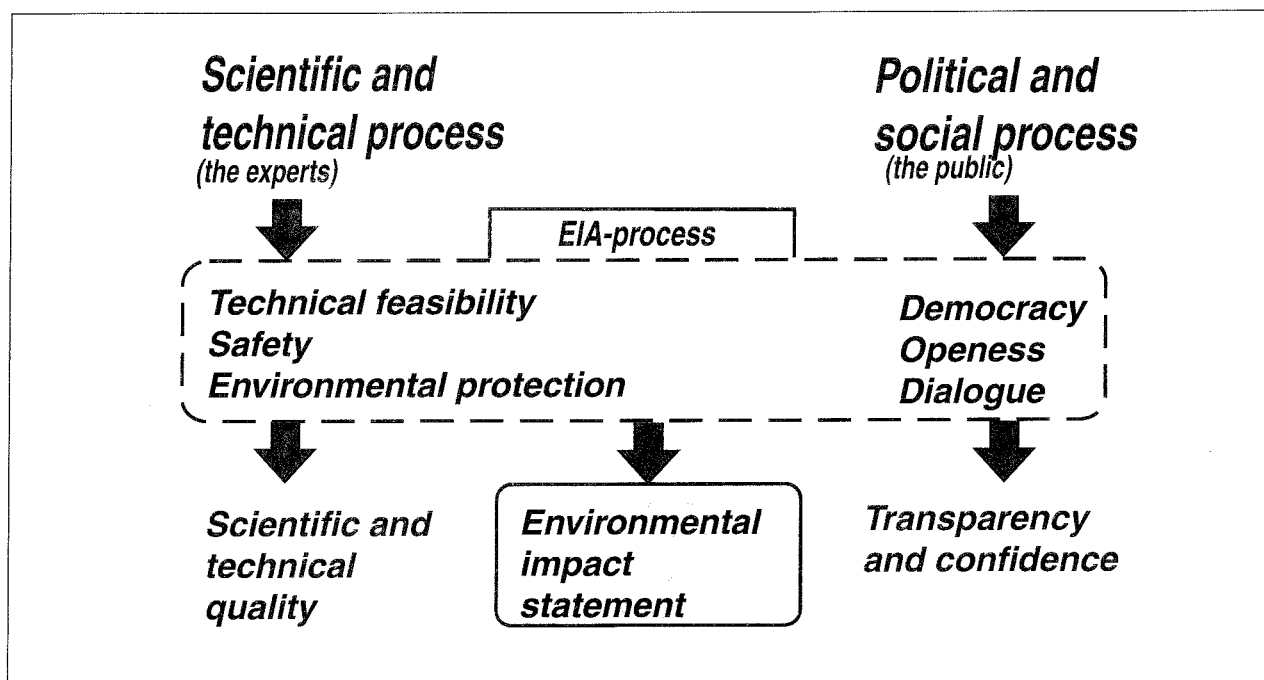 Scientific and
technical process
(the experts)
Political and
social process
(the public)
EIA-process
Technical feasibility
Safety
Environmental protection
Democracy
Openess
Dialogue
Scientific and
technical
quality
Environmental
impact
statement
Transparency
and confidence